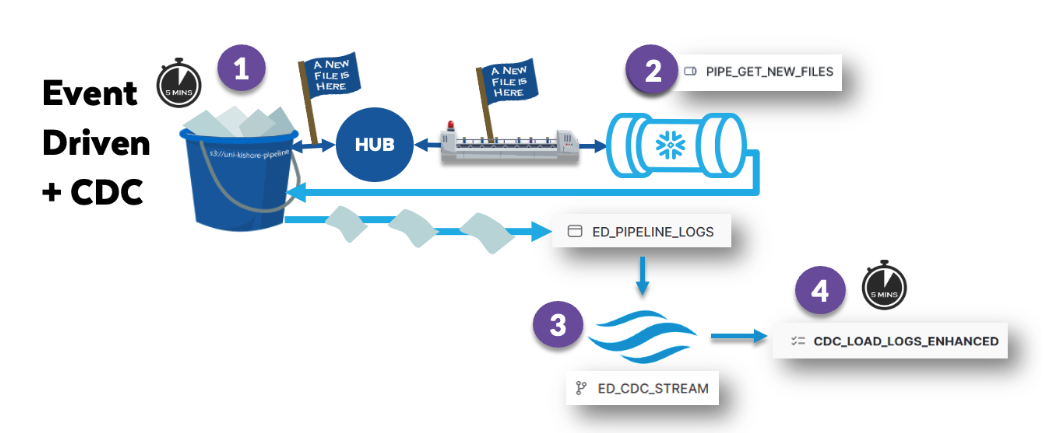 Event
Driven
+ CDC
5 MINS
1
s3://uni-kishore-pipeline
A NEW
FILE IS
HERE
HUB
A NEW
FILE IS
HERE
2
PIPE_GET_NEW_FILES
ED_PIPELINE_LOGS
3
ED_CDC_STREAM
4
5 MINS
CDC_LOAD_LOGS_ENHANCED